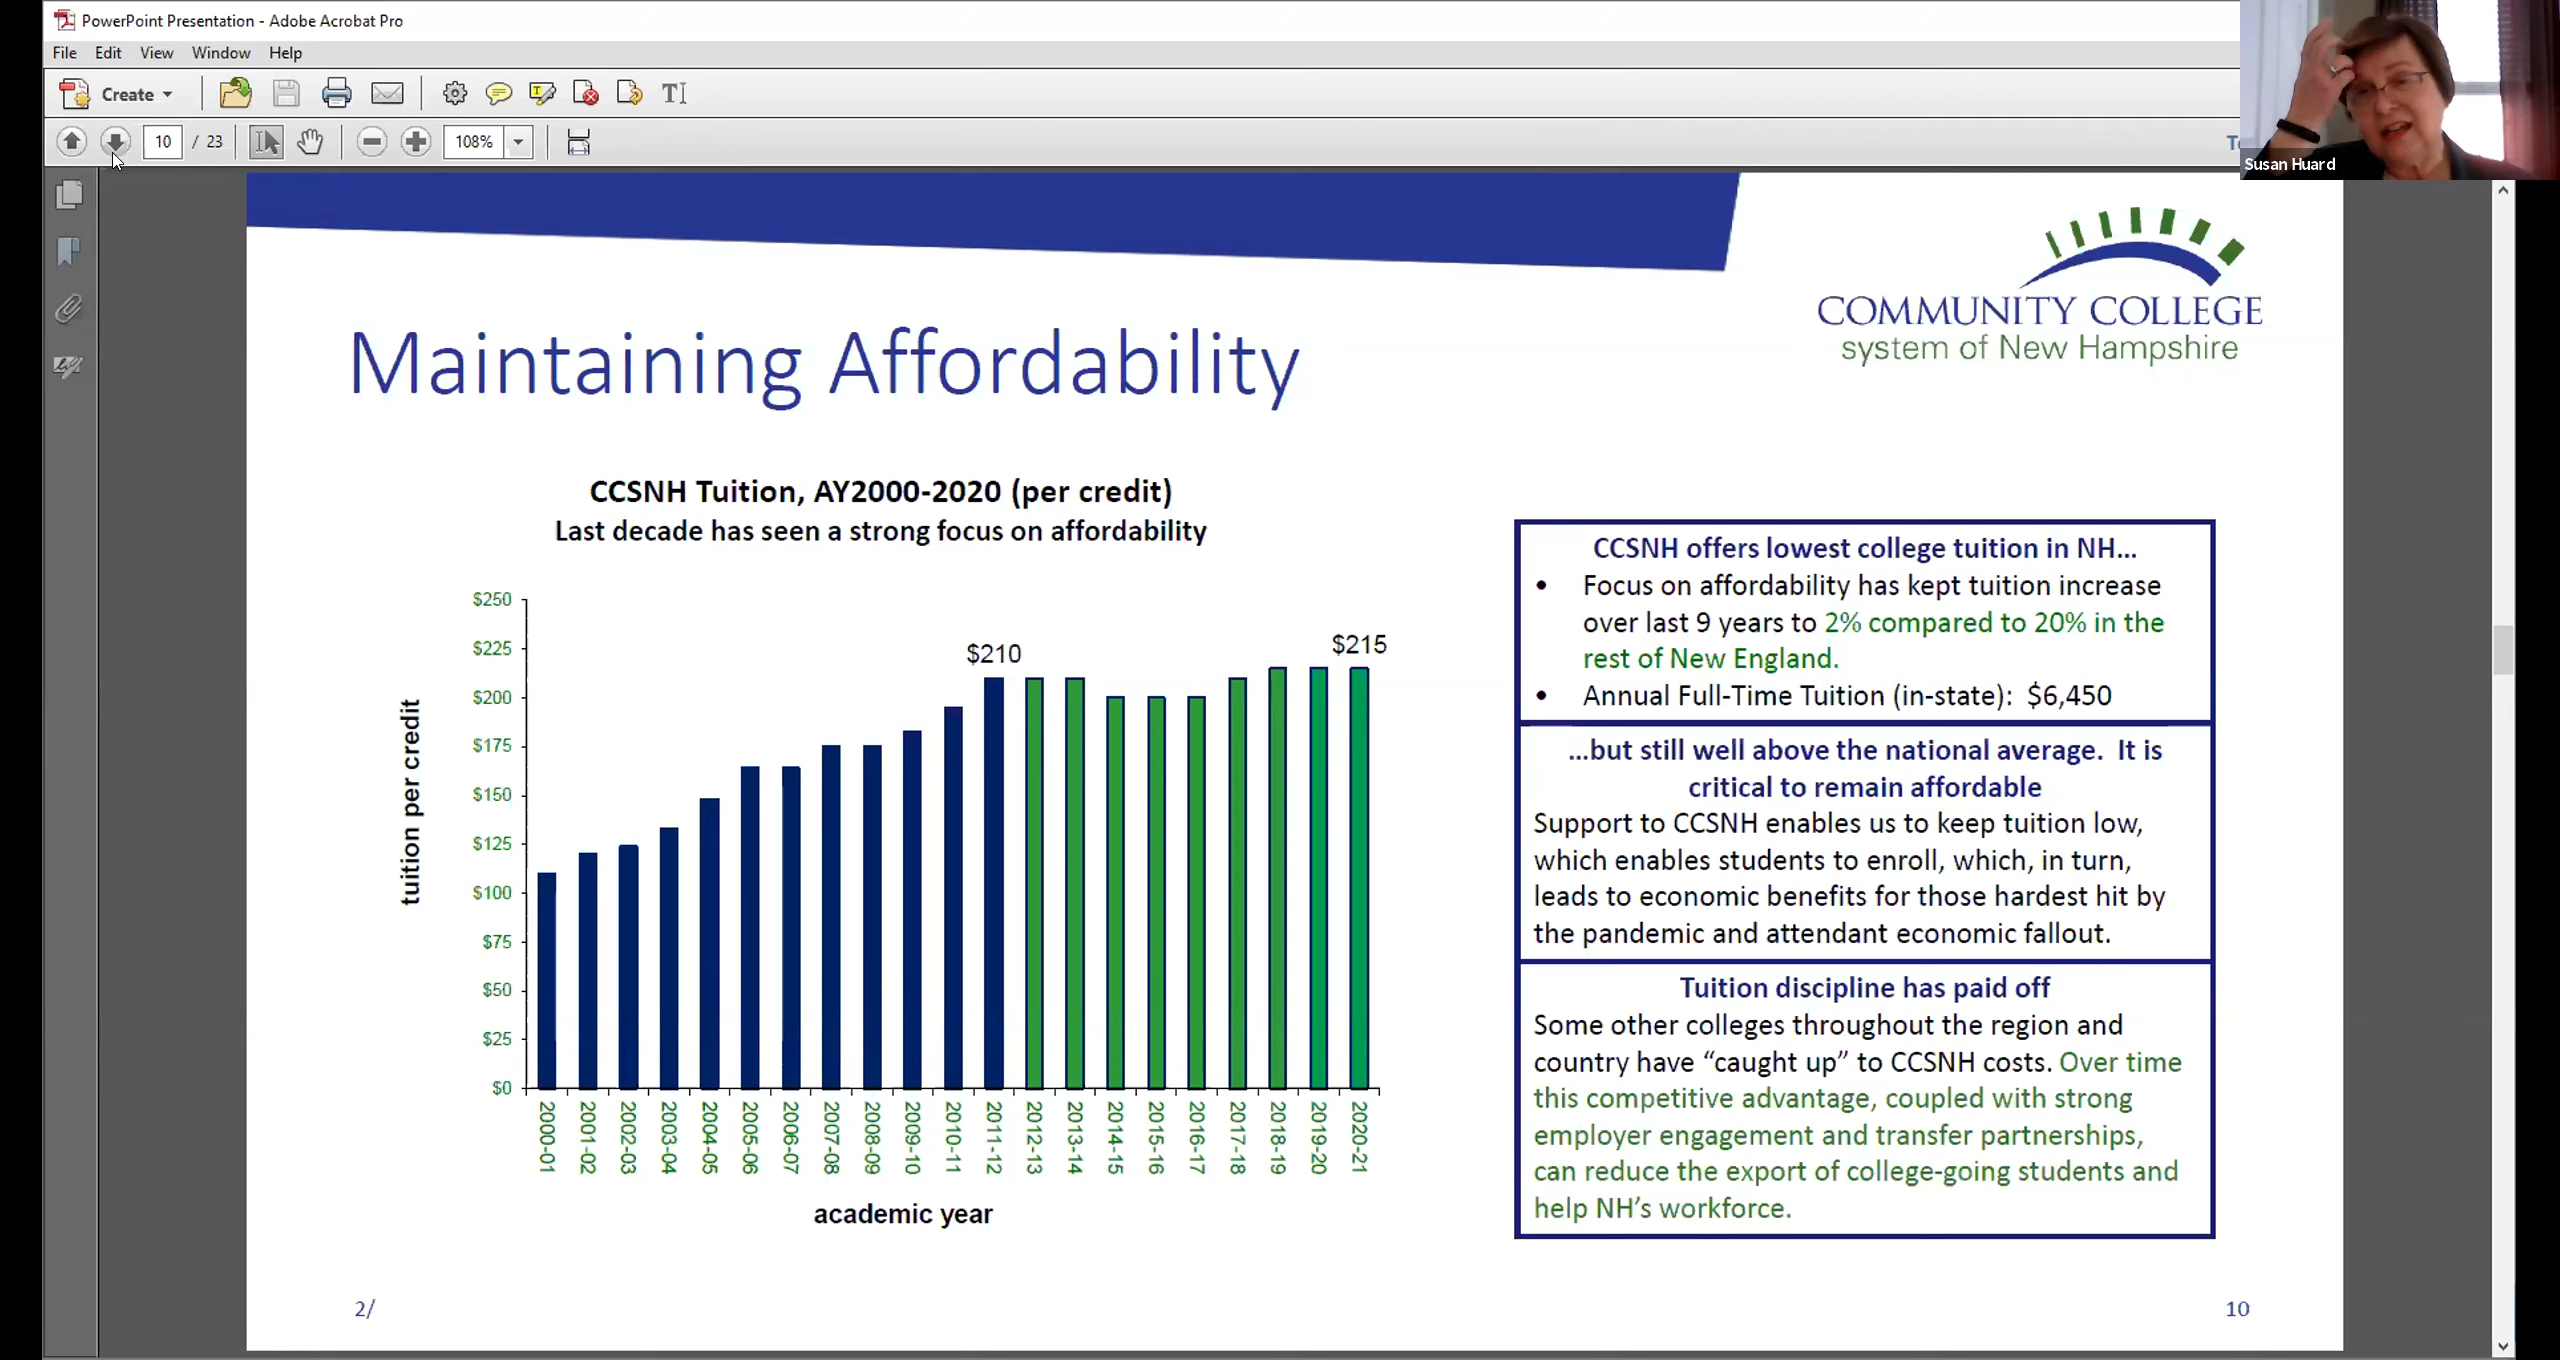 PowerPoint Presentation - Adobe Acrobat Pro
File Edit View Window Help
Create
10 / 23 108%
Susan Huard
COMMUNITY COLLEGE
system of New Hampshire
Maintaining Affordability
CCSNH Tuition, AY2000-2020 (per credit)
Last decade has seen a strong focus on affordability
tuition per credit
$250
$225
$200
$175
$150
$125
$100
$75
$50
$25
$0
$210
$215
2000-01
2001-02
2002-03
2003-04
2004-05
2005-06
2006-07
2007-08
2008-09
2009-10
2010-11
2011-12
2012-13
2013-14
2014-15
2015-16
2016-17
2017-18
2018-19
2019-20
2020-21
academic year
CCSNH offers lowest college tuition in NH...
• Focus on affordability has kept tuition increase
over last 9 years to 2% compared to 20% in the
rest of New England.
• Annual Full-Time Tuition (in-state): $6,450
...but still well above the national average. It is
critical to remain affordable
Support to CCSNH enables us to keep tuition low,
which enables students to enroll, which, in turn,
leads to economic benefits for those hardest hit by
the pandemic and attendant economic fallout.
Tuition discipline has paid off
Some other colleges throughout the region and
country have “caught up” to CCSNH costs. Over time
this competitive advantage, coupled with strong
employer engagement and transfer partnerships,
can reduce the export of college-going students and
help NH’s workforce.
2/
10